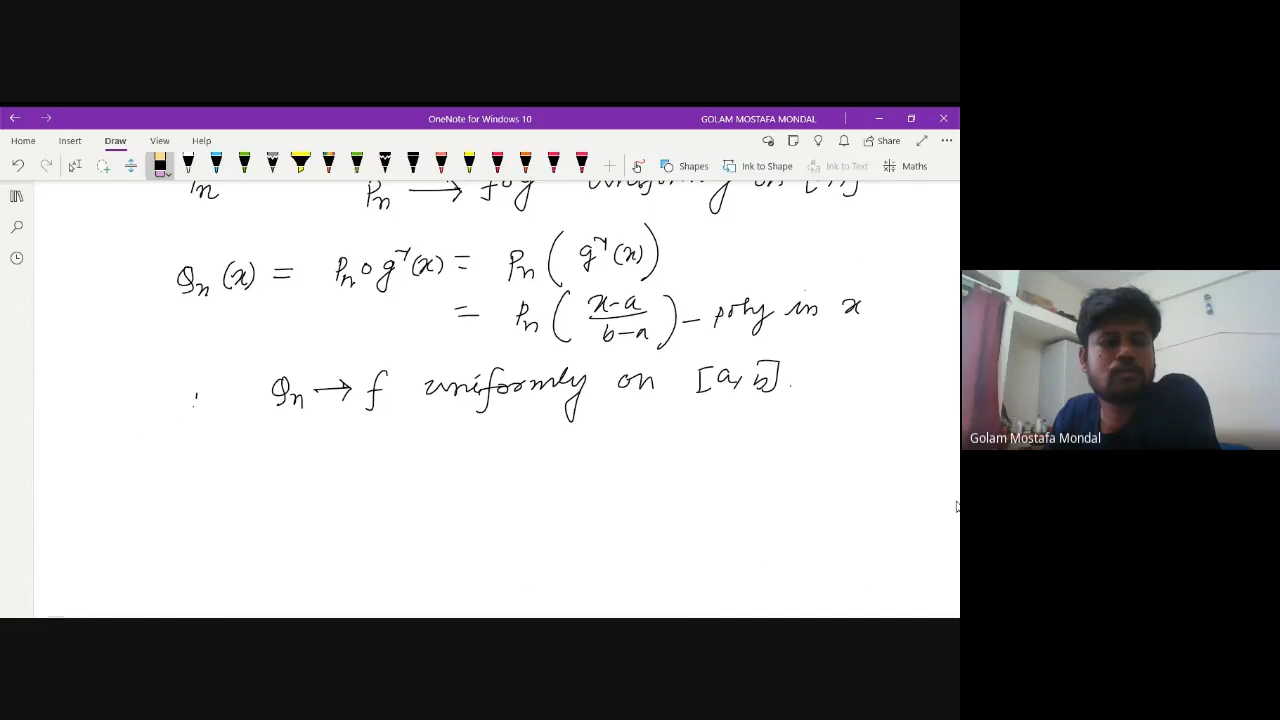 OneNote for Windows 10
GOLAM MOSTAFA MONDAL
Home Insert Draw View Help
Share
Shapes Ink to Shape Ink to Text Maths
Pn Pn → fog uniformly on
Qn (x) = Pn o g⁻¹(x) = Pn ( g⁻¹(x) )
= Pn ( x-a / b-a ) - poly in x
∴ Qn → f uniformly on [a, b].
Golam Mostafa Mondal